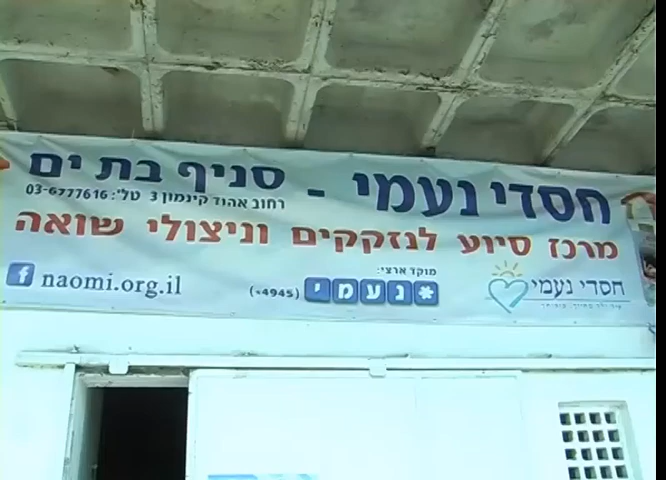 חסדי נעמי - סניף בת ים
רחוב אהוד קינמון 3 טל': 03-6777616
מרכז סיוע לנזקקים וניצולי שואה
מוקד ארצי:
*נעמי (4945*)
naomi.org.il
חסדי נעמי